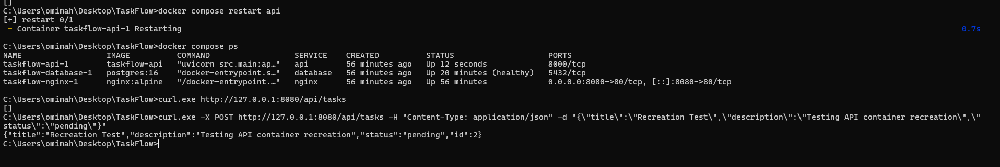 []
C:\Users\omimah\Desktop\TaskFlow>docker compose restart api
[+] restart 0/1
 - Container taskflow-api-1 Restarting 0.7s
C:\Users\omimah\Desktop\TaskFlow>docker compose ps
NAME IMAGE COMMAND SERVICE CREATED STATUS PORTS
taskflow-api-1 taskflow-api "uvicorn src.main:ap…" api 56 minutes ago Up 12 seconds 8000/tcp
taskflow-database-1 postgres:16 "docker-entrypoint.s…" database 56 minutes ago Up 20 minutes (healthy) 5432/tcp
taskflow-nginx-1 nginx:alpine "/docker-entrypoint.…" nginx 56 minutes ago Up 56 minutes 0.0.0.0:8080->80/tcp, [::]:8080->80/tcp
C:\Users\omimah\Desktop\TaskFlow>curl.exe http://127.0.0.1:8080/api/tasks
[]
C:\Users\omimah\Desktop\TaskFlow>curl.exe -X POST http://127.0.0.1:8080/api/tasks -H "Content-Type: application/json" -d "{\"title\":\"Recreation Test\",\"description\":\"Testing API container recreation\",\"
status\":\"pending\"}"
{"title":"Recreation Test","description":"Testing API container recreation","status":"pending","id":2}
C:\Users\omimah\Desktop\TaskFlow>